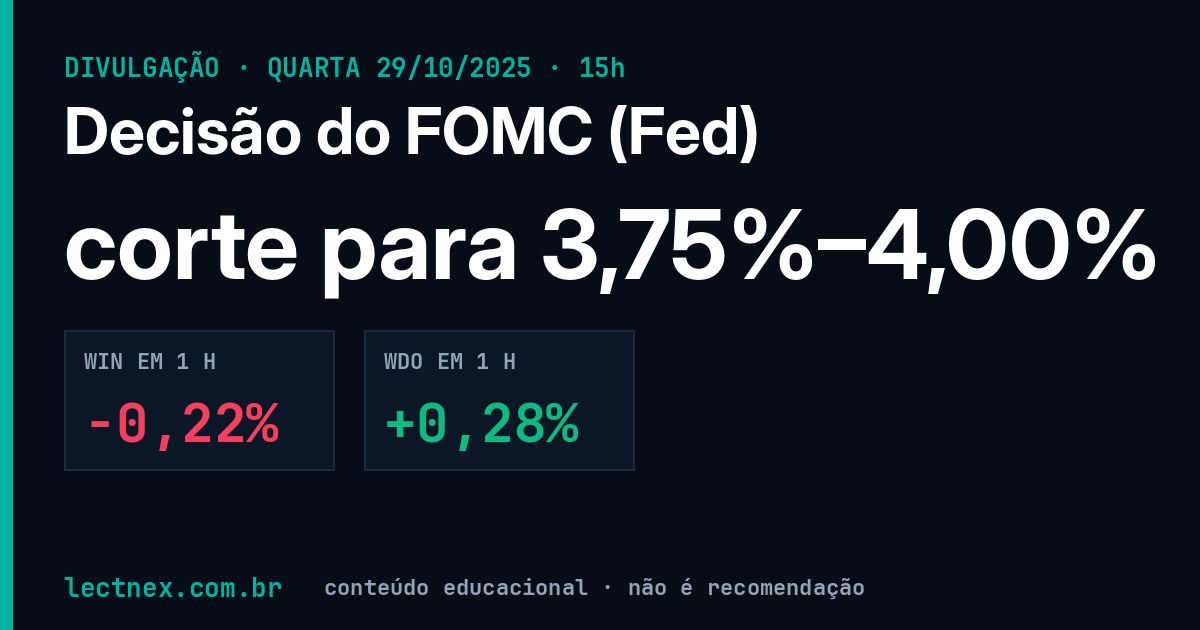 DIVULGAÇÃO · QUARTA 29/10/2025 · 15h
Decisão do FOMC (Fed)
corte para 3,75%–4,00%
WIN EM 1 H
-0,22%
WDO EM 1 H
+0,28%
lectnex.com.br
conteúdo educacional · não é recomendação